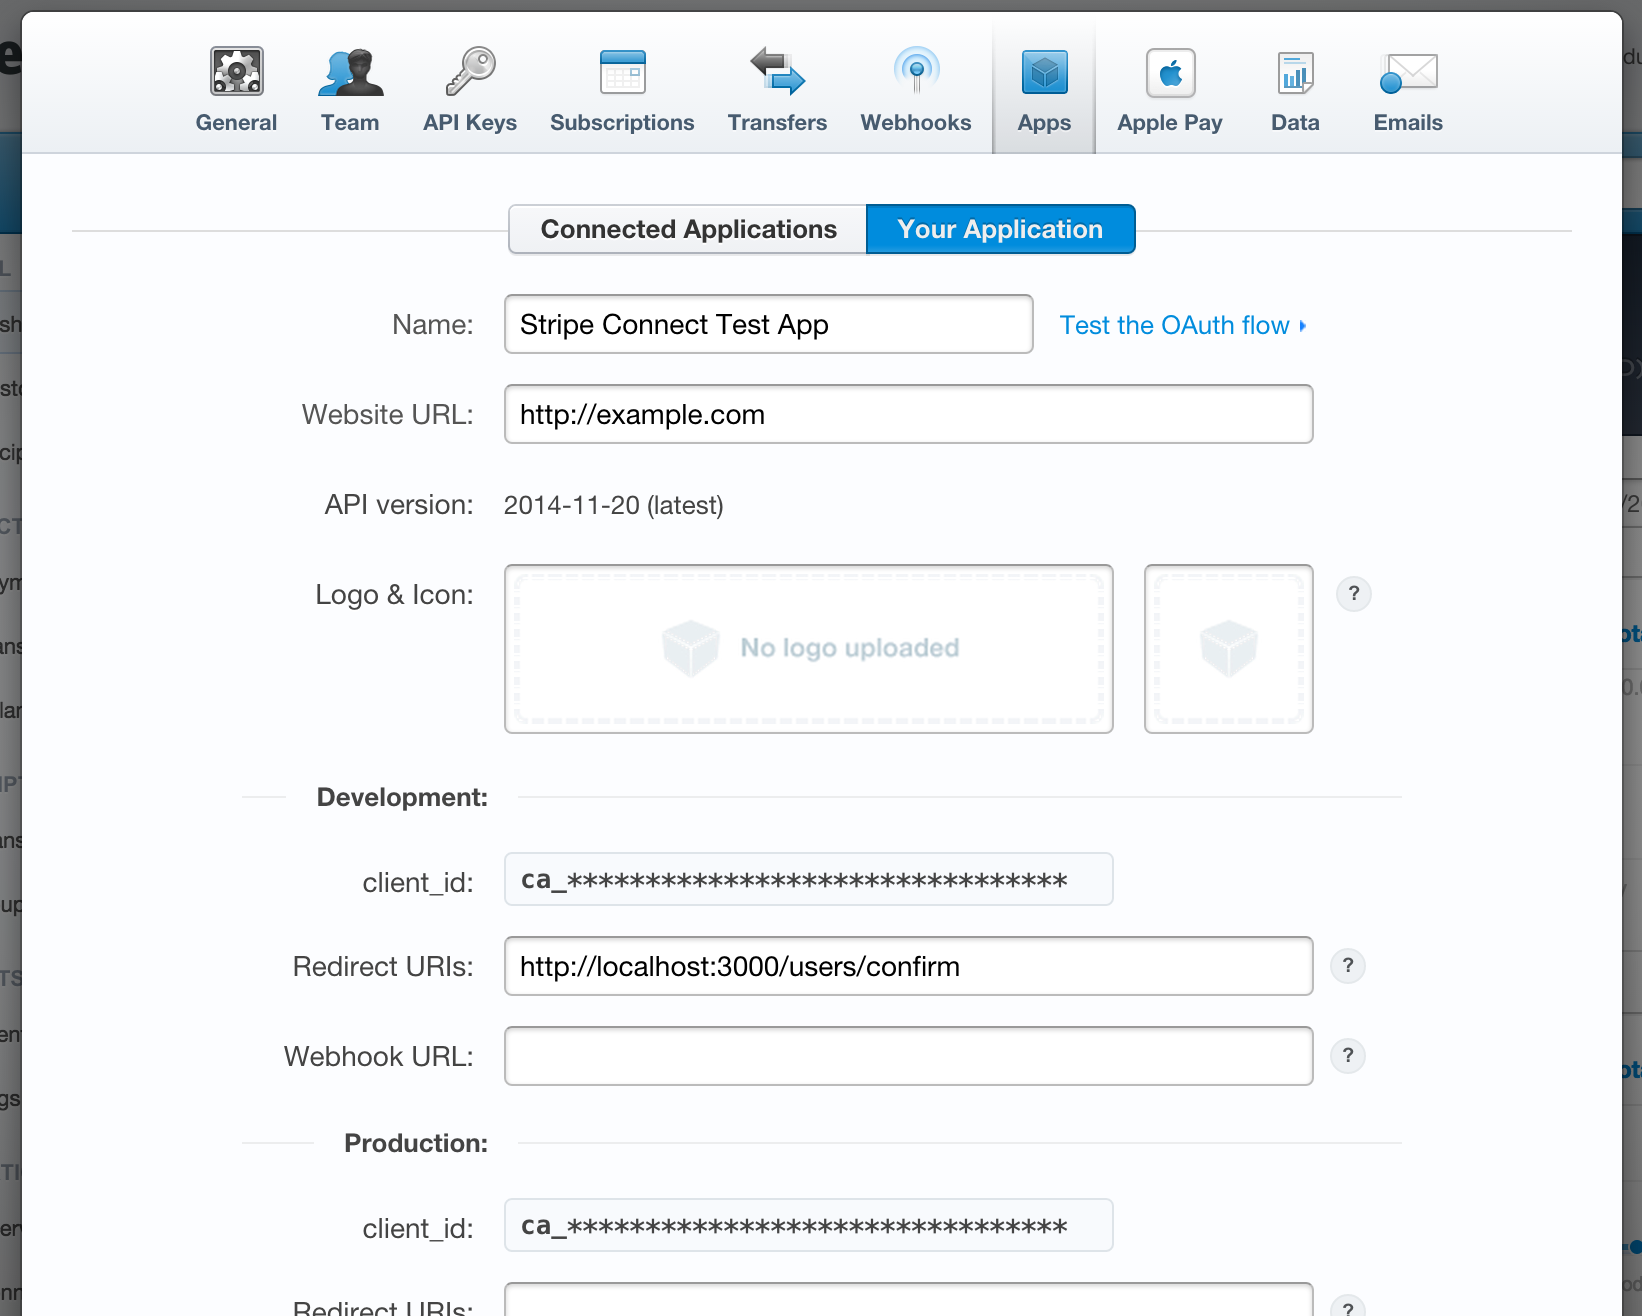 General Team API Keys Subscriptions Transfers Webhooks Apps Apple Pay Data Emails
Connected Applications Your Application
Name: Stripe Connect Test App Test the OAuth flow
Website URL: http://example.com
API version: 2014-11-20 (latest)
Logo & Icon: No logo uploaded ?
Development:
client_id: ca_********************************
Redirect URIs: http://localhost:3000/users/confirm ?
Webhook URL: ?
Production:
client_id: ca_********************************
Redirect URIs: ?